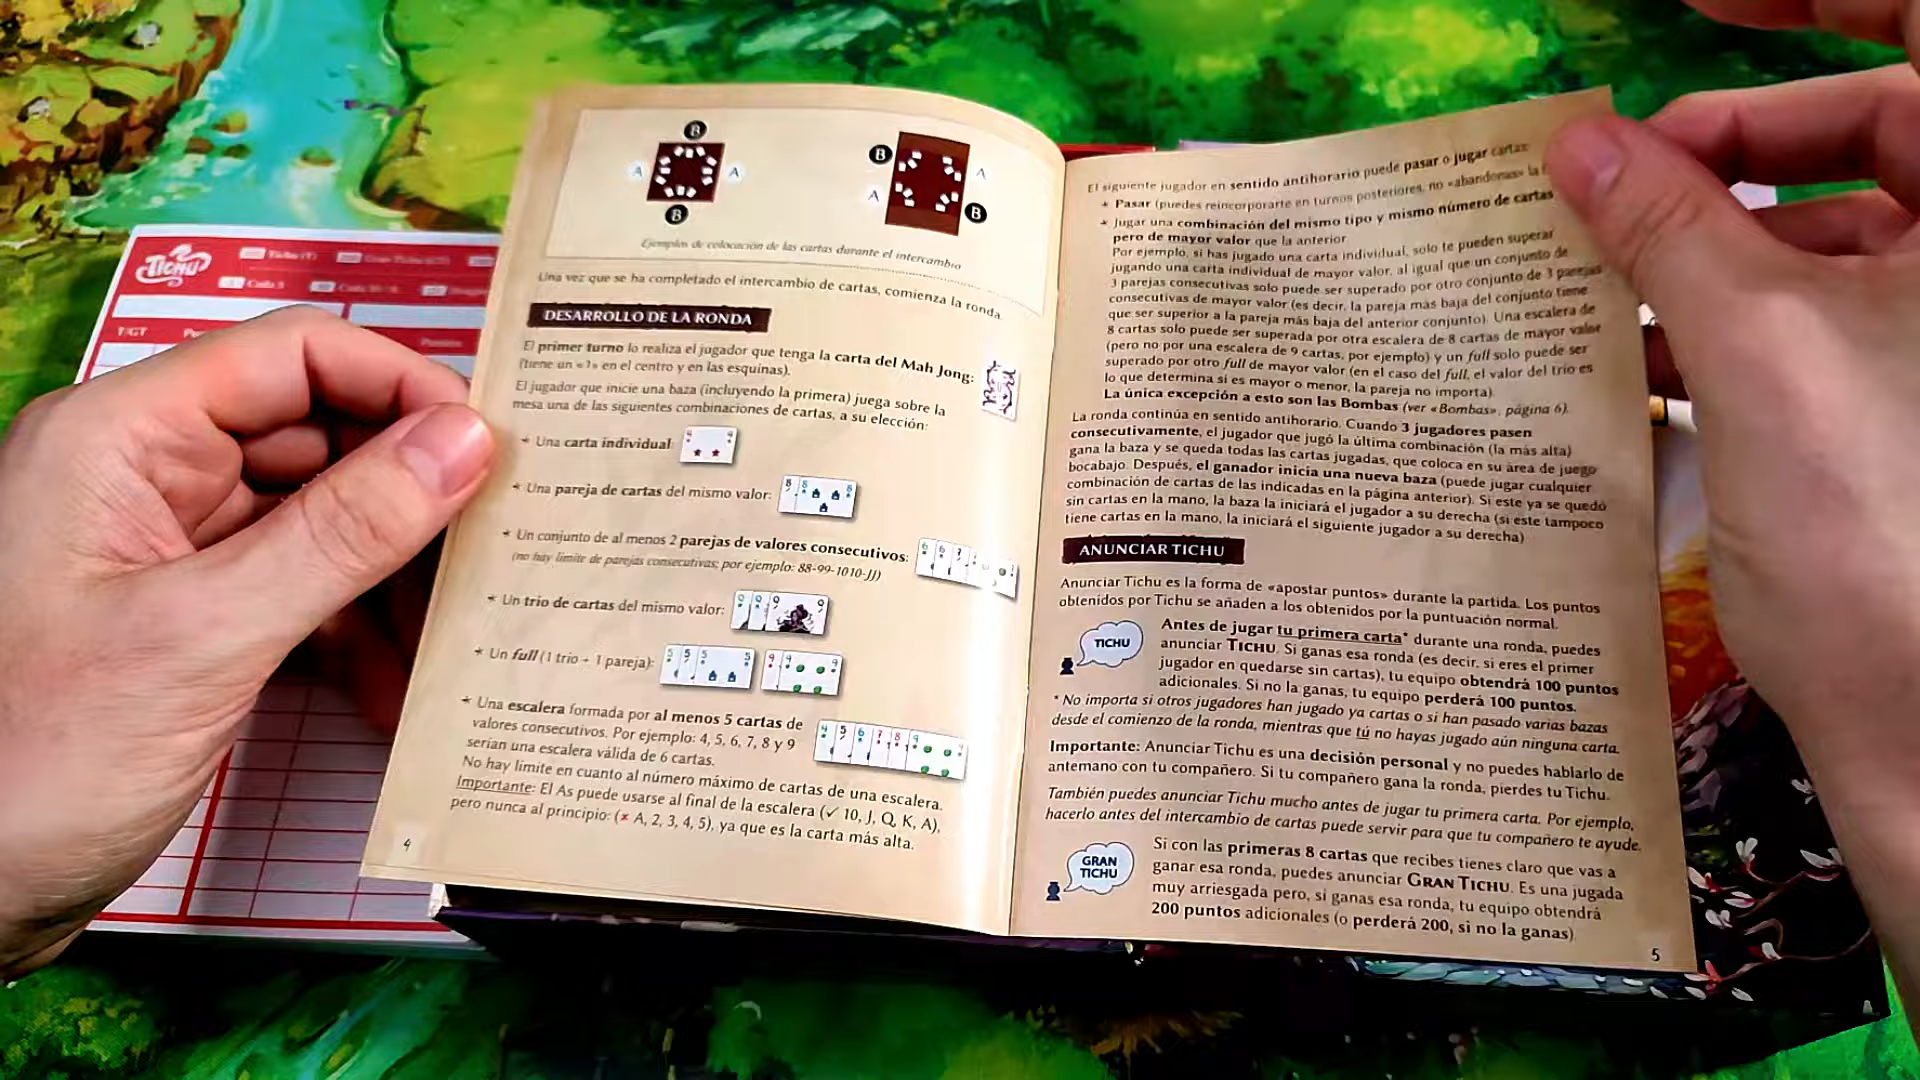 B
A
A
B
B
A
A
B
Ejemplos de colocación de las cartas durante el intercambio
Una vez que se ha completado el intercambio de cartas, comienza la ronda.
DESARROLLO DE LA RONDA
El primer turno lo realiza el jugador que tenga la carta del Mah Jong:
(tiene un «1» en el centro y en las esquinas).
El jugador que inicie una baza (incluyendo la primera) juega sobre la
mesa una de las siguientes combinaciones de cartas, a su elección:
Una carta individual:
Una pareja de cartas del mismo valor:
8 8 8
Un conjunto de al menos 2 parejas de valores consecutivos:
(no hay límite de parejas consecutivas; por ejemplo: 88-99-1010-JJ)
6 6 7
Un trio de cartas del mismo valor:
Q Q Q Q
Un full (1 trio + 1 pareja):
5 5 5 5
9 9 9
Una escalera formada por al menos 5 cartas de
valores consecutivos. Por ejemplo: 4, 5, 6, 7, 8 y 9
serían una escalera válida de 6 cartas.
4 5 6 7 8 9 9
No hay límite en cuanto al número máximo de cartas de una escalera.
Importante: El As puede usarse al final de la escalera (✓ 10, J, Q, K, A),
pero nunca al principio: (× A, 2, 3, 4, 5), ya que es la carta más alta.
4
El siguiente jugador en sentido antihorario puede pasar o jugar cartas:
Pasar (puedes reincorporarte en turnos posteriores, no «abandonas» la
Jugar una combinación del mismo tipo y mismo número de cartas
pero de mayor valor que la anterior
Por ejemplo, si has jugado una carta individual, solo te pueden superar
jugando una carta individual de mayor valor, al igual que un conjunto de
3 parejas consecutivas solo puede ser superado por otro conjunto de 3 parejas
consecutivas de mayor valor (es decir, la pareja más baja del conjunto tiene
que ser superior a la pareja más baja del anterior conjunto). Una escalera de
8 cartas solo puede ser superada por otra escalera de 8 cartas de mayor valor
(pero no por una escalera de 9 cartas, por ejemplo) y un full solo puede ser
superado por otro full de mayor valor (en el caso del full, el valor del trío es
lo que determina si es mayor o menor, la pareja no importa).
La única excepción a esto son las Bombas (ver «Bombas», página 6).
La ronda continúa en sentido antihorario. Cuando 3 jugadores pasen
consecutivamente, el jugador que jugó la última combinación (la más alta)
gana la baza y se queda todas las cartas jugadas, que coloca en su área de juego
bocabajo. Después, el ganador inicia una nueva baza (puede jugar cualquier
combinación de cartas de las indicadas en la página anterior). Si este ya se quedó
sin cartas en la mano, la baza la iniciará el jugador a su derecha (si este tampoco
tiene cartas en la mano, la iniciará el siguiente jugador a su derecha)
ANUNCIAR TICHU
Anunciar Tichu es la forma de «apostar puntos» durante la partida. Los puntos
obtenidos por Tichu se añaden a los obtenidos por la puntuación normal.
TICHU
Antes de jugar tu primera carta* durante una ronda, puedes
anunciar TICHU. Si ganas esa ronda (es decir, si eres el primer
jugador en quedarse sin cartas), tu equipo obtendrá 100 puntos
adicionales. Si no la ganas, tu equipo perderá 100 puntos.
* No importa si otros jugadores han jugado ya cartas o si han pasado varias bazas
desde el comienzo de la ronda, mientras que tú no hayas jugado aún ninguna carta.
Importante: Anunciar Tichu es una decisión personal y no puedes hablarlo de
antemano con tu compañero. Si tu compañero gana la ronda, pierdes tu Tichu.
También puedes anunciar Tichu mucho antes de jugar tu primera carta. Por ejemplo,
hacerlo antes del intercambio de cartas puede servir para que tu compañero te ayude.
GRAN
TICHU
Si con las primeras 8 cartas que recibes tienes claro que vas a
ganar esa ronda, puedes anunciar GRAN TICHU. Es una jugada
muy arriesgada pero, si ganas esa ronda, tu equipo obtendrá
200 puntos adicionales (o perderá 200, si no la ganas)
5
TICHU
T/GT